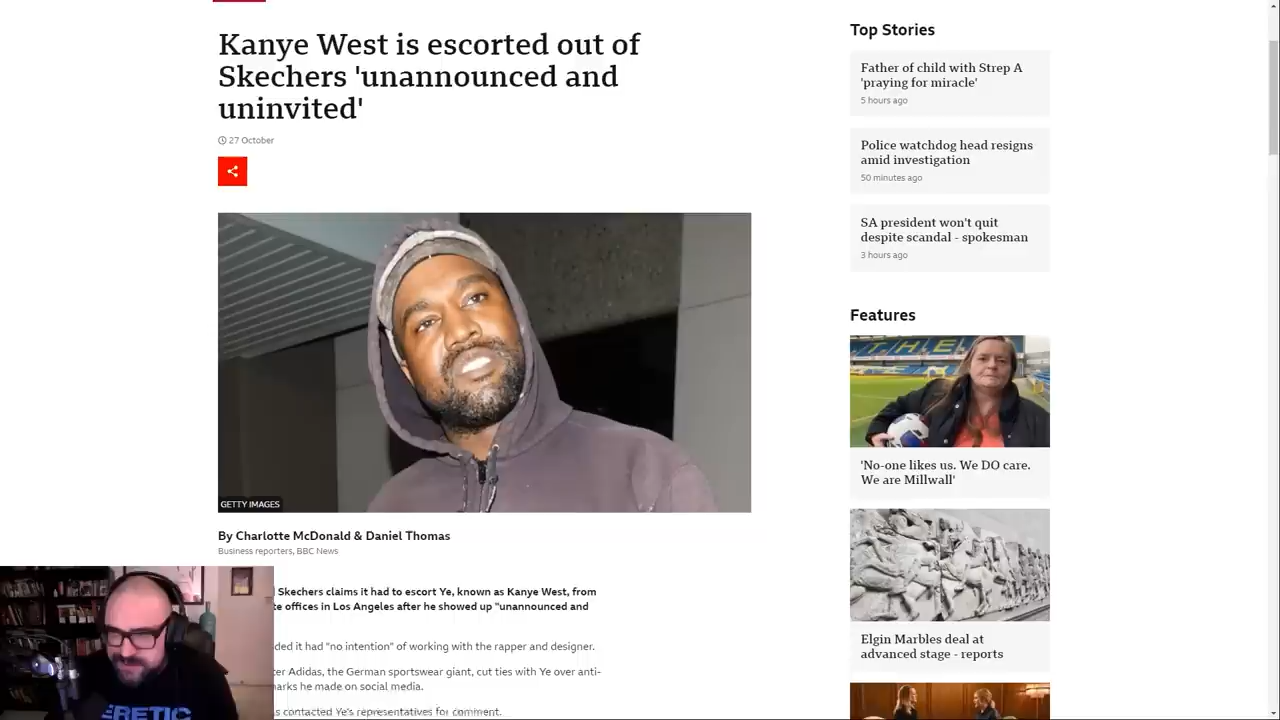 Kanye West is escorted out of
Skechers 'unannounced and
uninvited'
27 October
GETTY IMAGES
By Charlotte McDonald & Daniel Thomas
Business reporters, BBC News
Skechers claims it had to escort Ye, known as Kanye West, from
offices in Los Angeles after he showed up "unannounced and
it had "no intention" of working with the rapper and designer.
Adidas, the German sportswear giant, cut ties with Ye over anti-
he made on social media.
contacted Ye's representatives for comment.
Top Stories
Father of child with Strep A
'praying for miracle'
5 hours ago
Police watchdog head resigns
amid investigation
50 minutes ago
SA president won't quit
despite scandal - spokesman
3 hours ago
Features
THE
'No-one likes us. We DO care.
We are Millwall'
Elgin Marbles deal at
advanced stage - reports
ERETIC